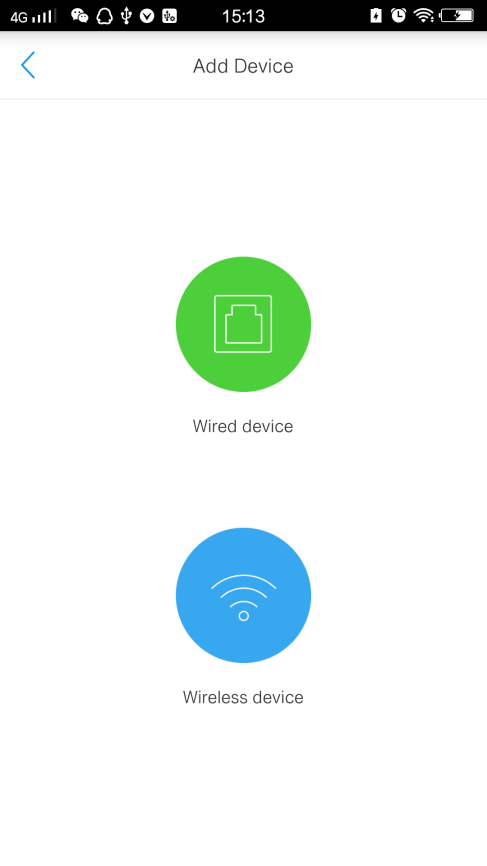 4G 15:13
Add Device
Wired device
Wireless device